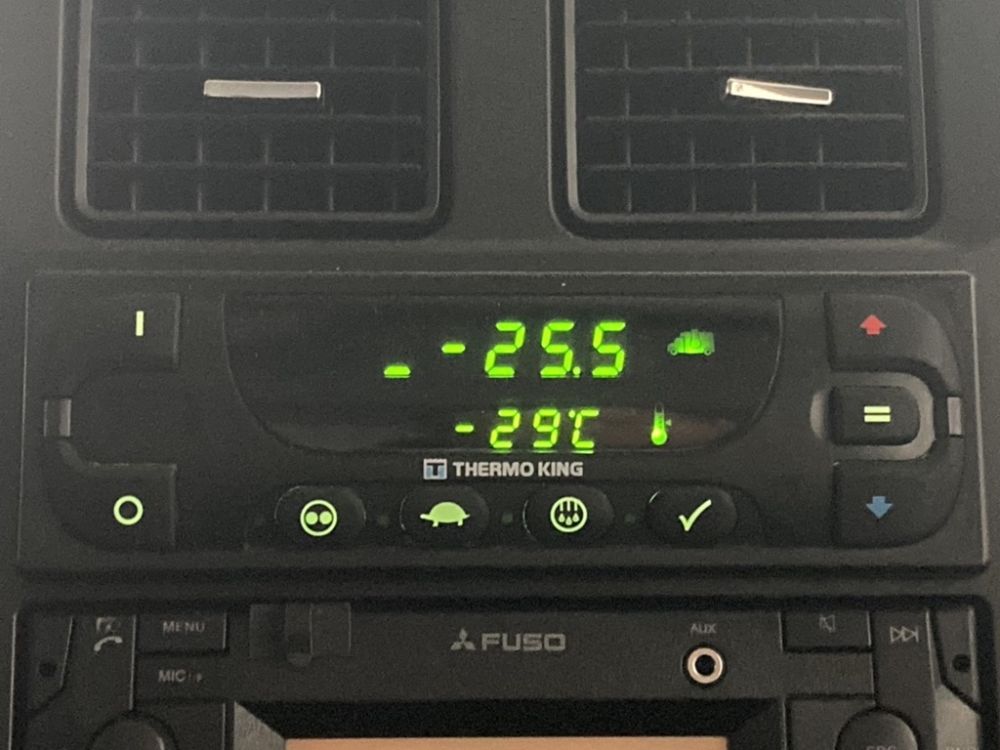 -25.5
-29°C
THERMO KING
MENU
FUSO
AUX
MIC